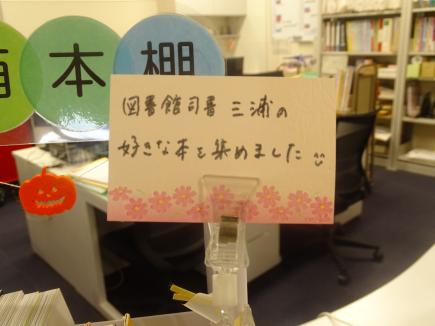 本棚
図書館司書 三浦の
好きな本を集めました